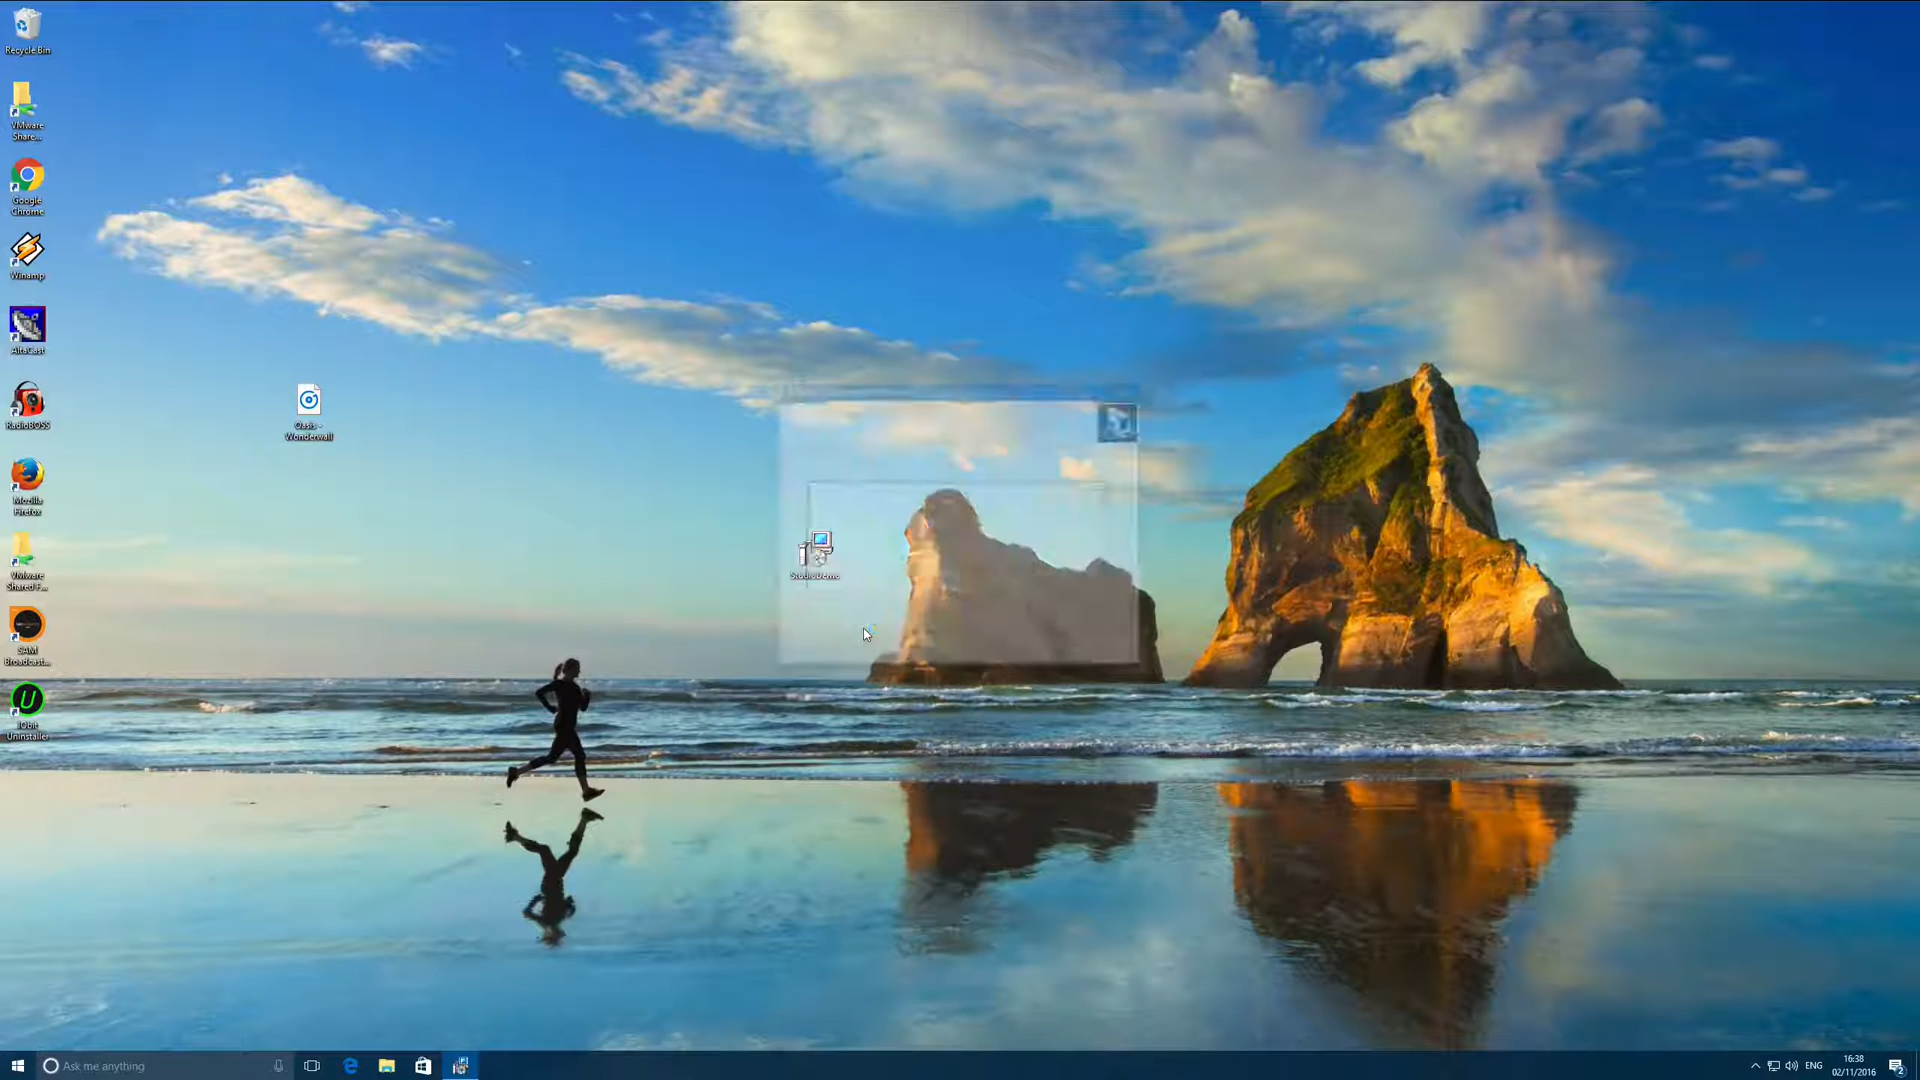 Recycle Bin
VMware
Share...
Google
Chrome
Winamp
AltaCast
RadioBOSS
Mozilla
Firefox
VMware
Shared F...
SAM
Broadcast...
IObit
Uninstaller
Oasis -
Wonderwall
StudioDemo
Ask me anything
ENG
16:38
02/11/2016
2